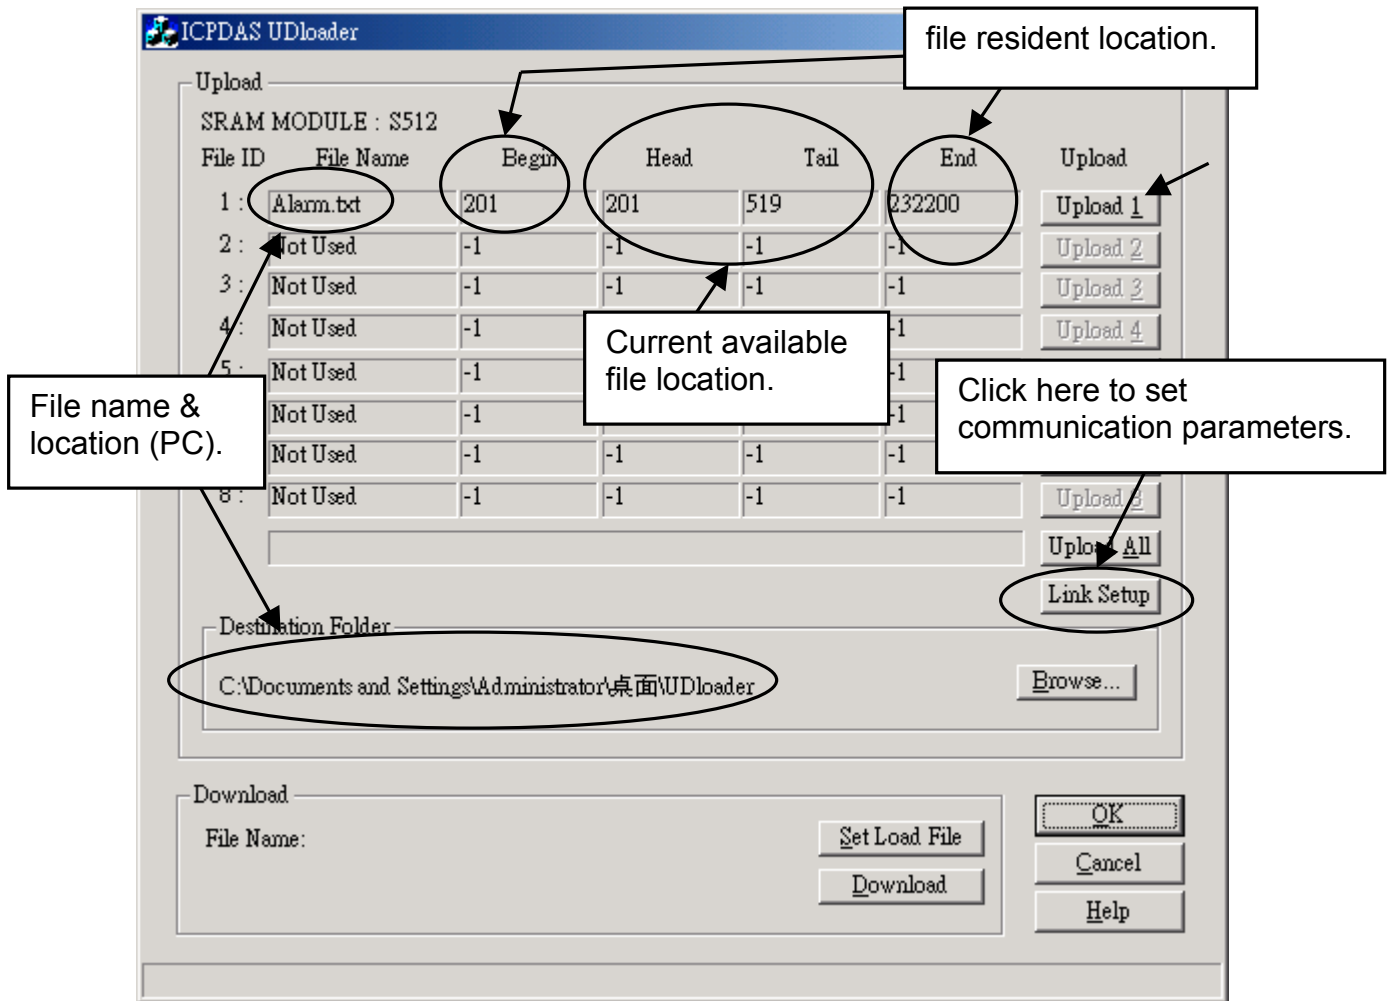 ICPDAS UDloader
file resident location.
Upload
SRAM MODULE : S512
File ID File Name Begin Head Tail End Upload
1 : Alarm.txt 201 201 519 232200 Upload 1
2 : Not Used -1 -1 -1 -1 Upload 2
3 : Not Used -1 -1 -1 -1 Upload 3
4 : Not Used -1 -1 Upload 4
Current available
file location.
5 : Not Used -1 -1
Click here to set
communication parameters.
File name &
location (PC).
Not Used -1 -1
Not Used -1 -1 -1 -1
8 : Not Used -1 -1 -1 -1 Upload 8
Upload All
Link Setup
Destination Folder
C:\Documents and Settings\Administrator\桌面\UDloader
Browse...
Download
File Name:
Set Load File
Download
OK
Cancel
Help